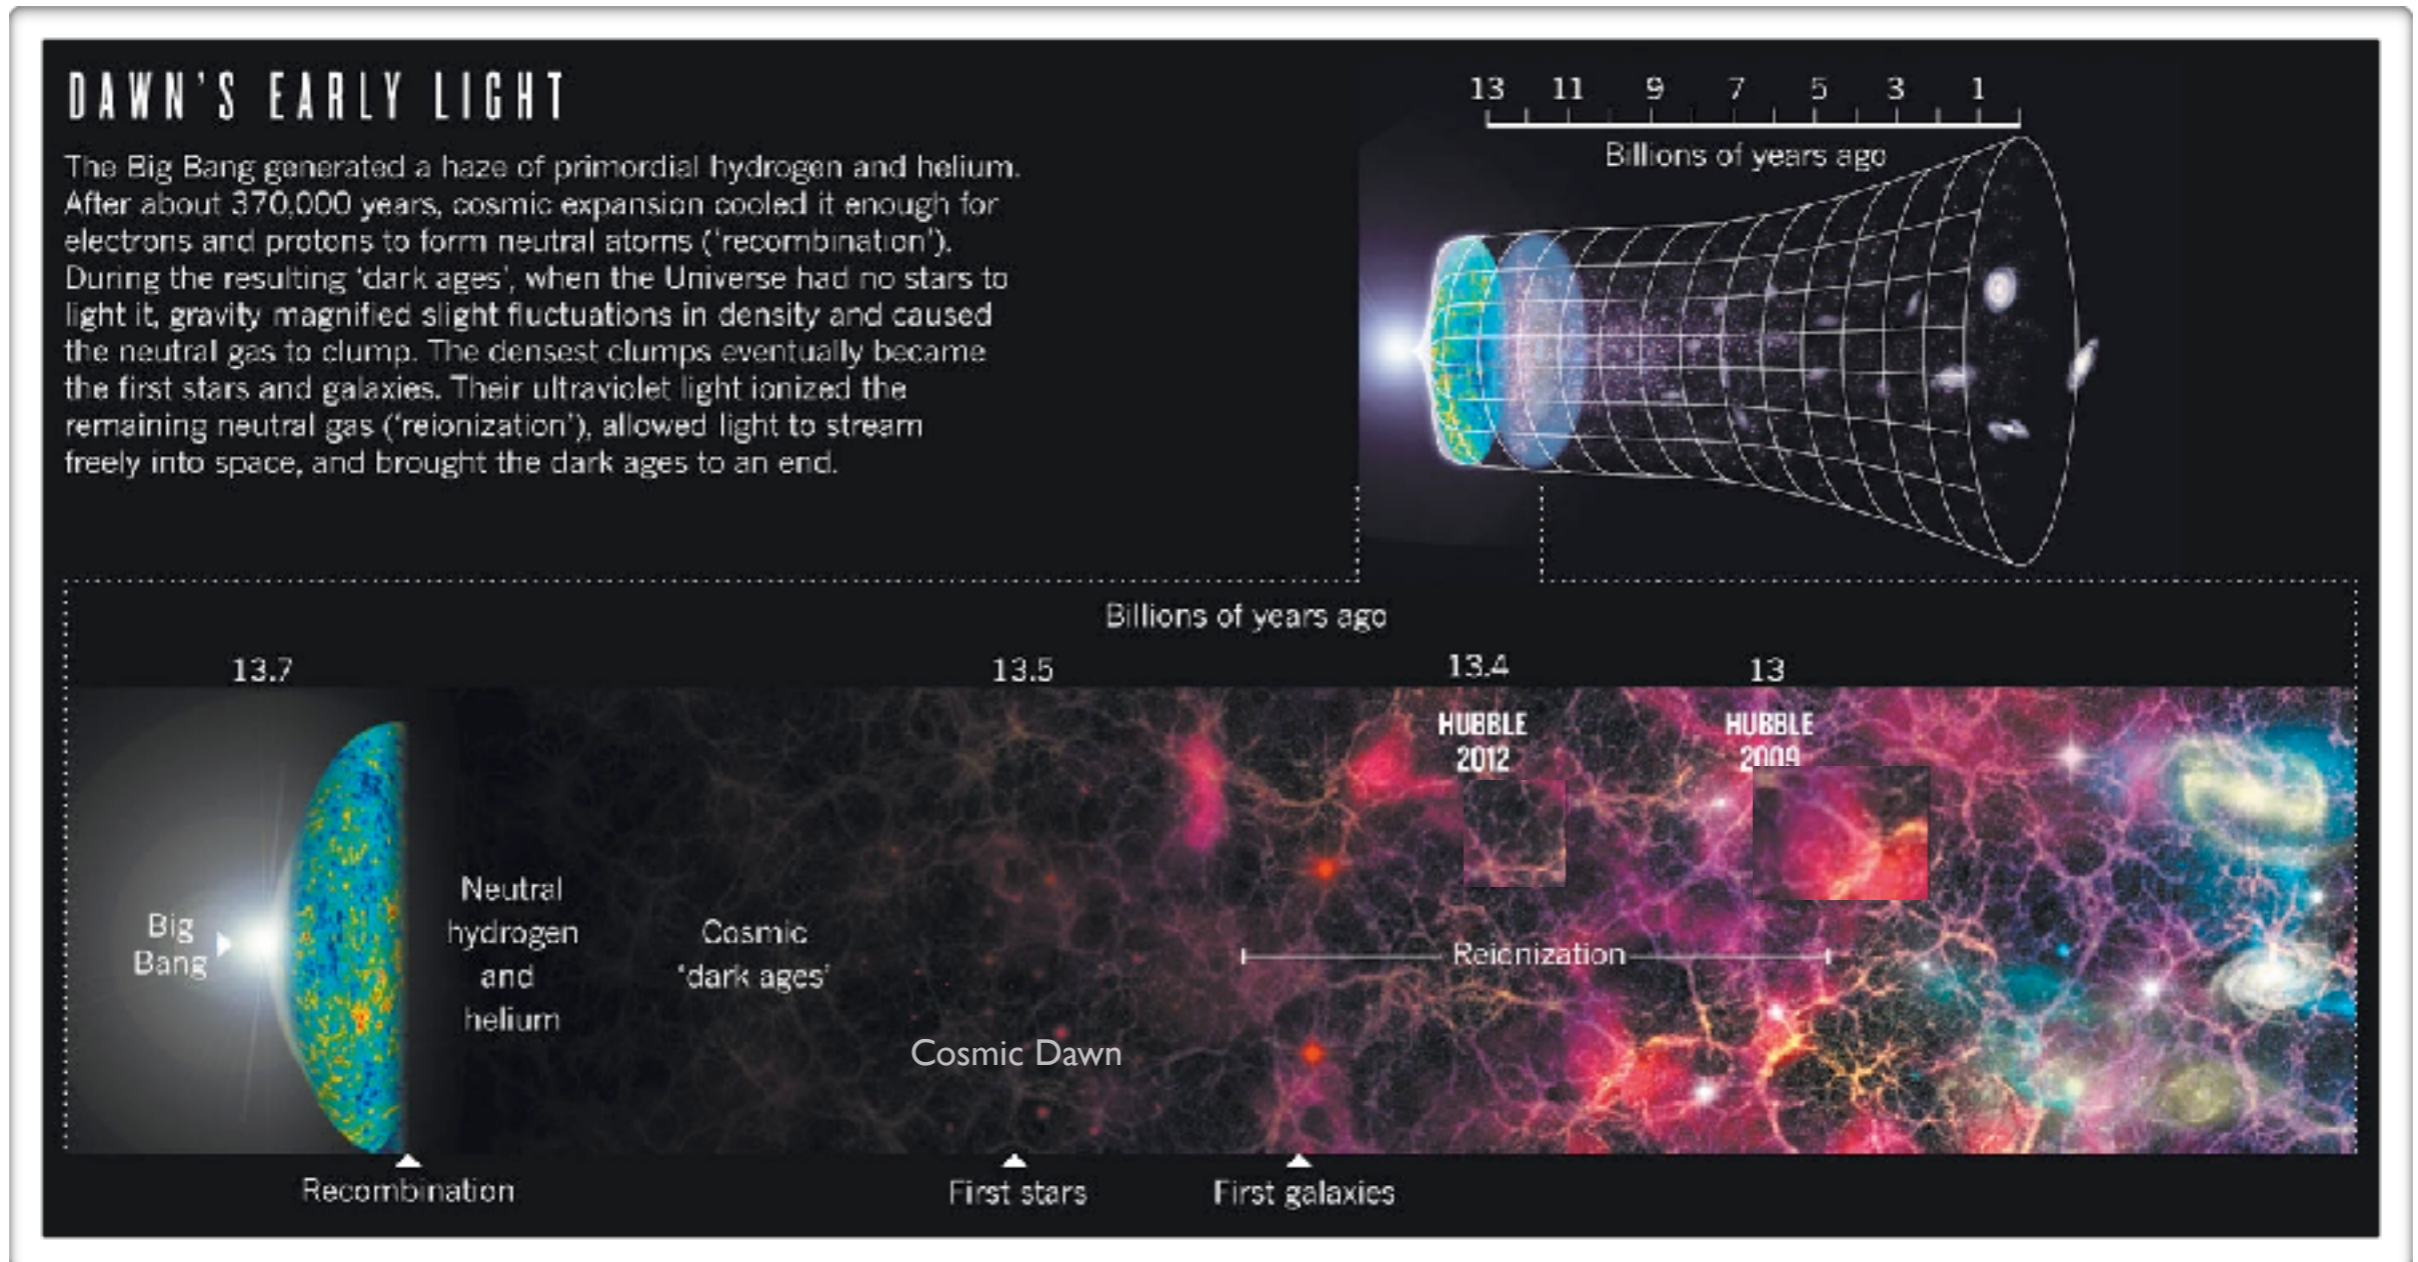 DAWN'S EARLY LIGHT
The Big Bang generated a haze of primordial hydrogen and helium.
After about 370,000 years, cosmic expansion cooled it enough for
electrons and protons to form neutral atoms ('recombination').
During the resulting 'dark ages', when the Universe had no stars to
light it, gravity magnified slight fluctuations in density and caused
the neutral gas to clump. The densest clumps eventually became
the first stars and galaxies. Their ultraviolet light ionized the
remaining neutral gas ('reionization'), allowed light to stream
freely into space, and brought the dark ages to an end.
13 11 9 7 5 3 1
Billions of years ago
Billions of years ago
13.7 13.5 13.4 13
HUBBLE
2012
HUBBLE
2009
Big
Bang
Neutral
hydrogen
and
helium
Cosmic
'dark ages'
Reionization
Cosmic Dawn
Recombination
First stars
First galaxies